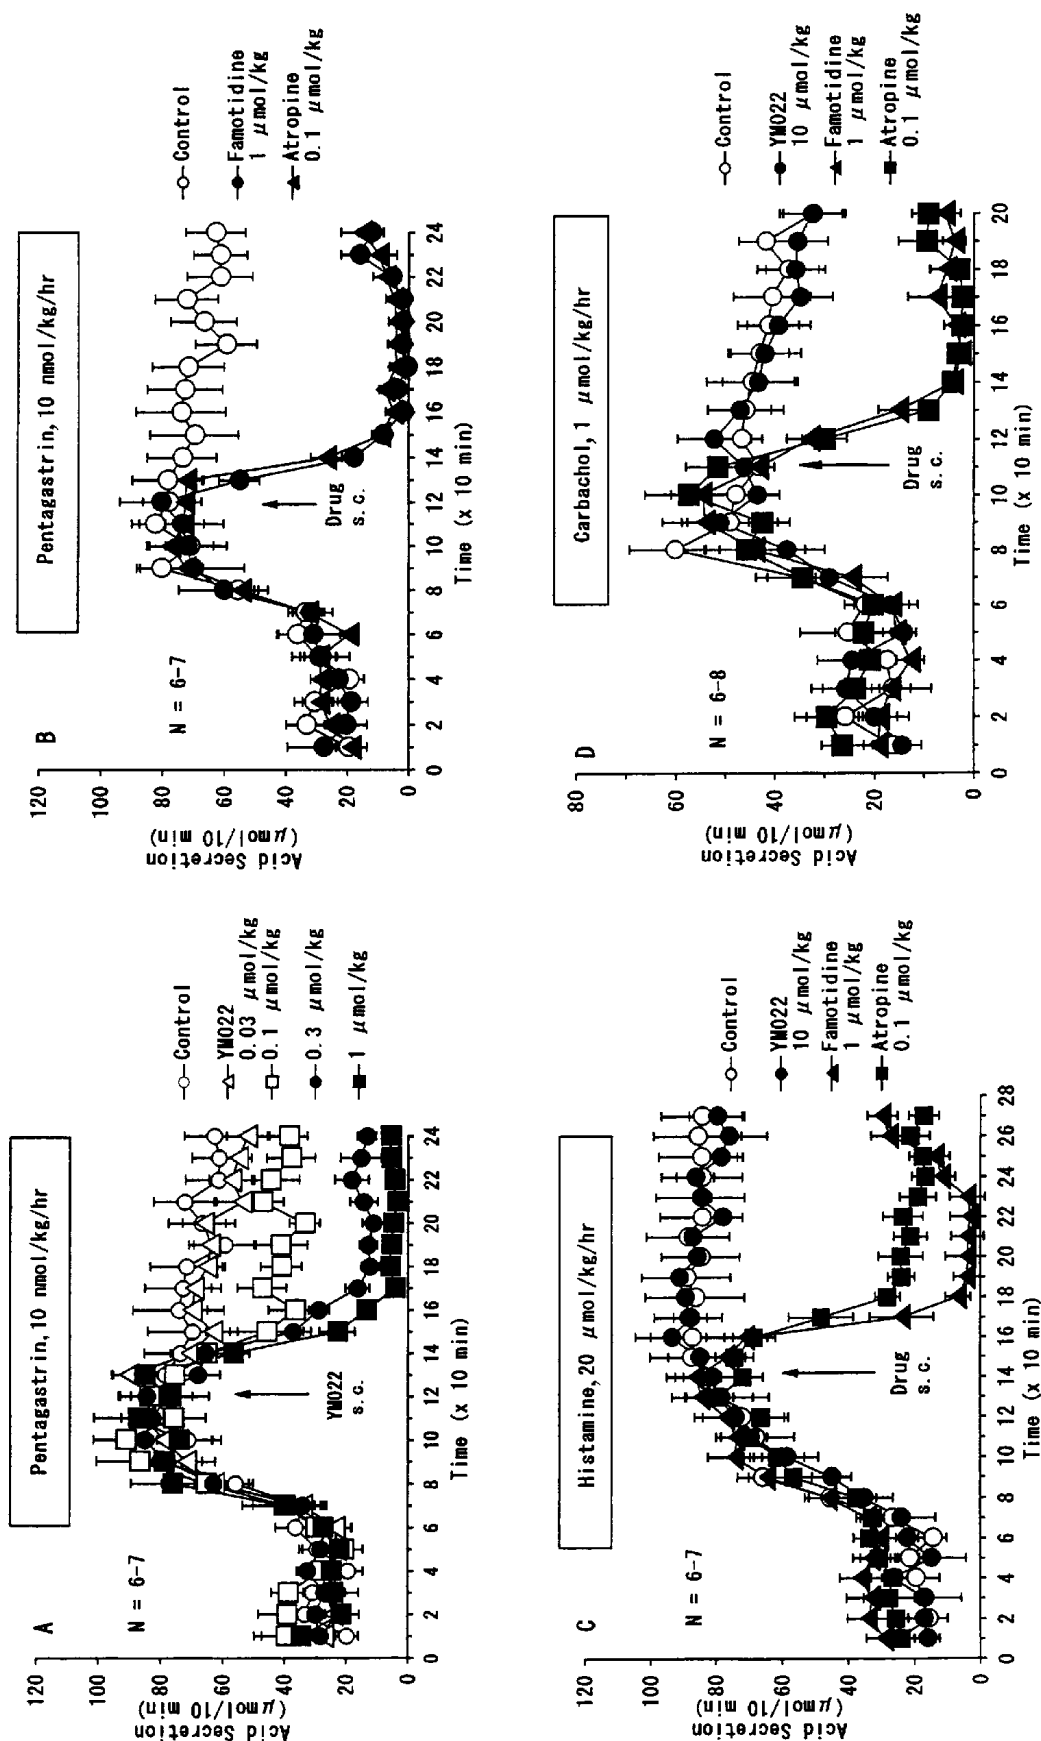 A
Pentagastrin, 10 nmol/kg/hr
N = 6-7
Acid Secretion
(μmol/10 min)
120
100
80
60
40
20
0
0 2 4 6 8 10 12 14 16 18 20 22 24
Time (x 10 min)
YM022
s.c.
Control
YM022
0.03 μmol/kg
0.1 μmol/kg
0.3 μmol/kg
1 μmol/kg
B
Pentagastrin, 10 nmol/kg/hr
N = 6-7
Acid Secretion
(μmol/10 min)
120
100
80
60
40
20
0
0 2 4 6 8 10 12 14 16 18 20 22 24
Time (x 10 min)
Drug
s.c.
Control
Famotidine
1 μmol/kg
Atropine
0.1 μmol/kg
C
Histamine, 20 μmol/kg/hr
N = 6-7
Acid Secretion
(μmol/10 min)
120
100
80
60
40
20
0
0 2 4 6 8 10 12 14 16 18 20 22 24 26 28
Time (x 10 min)
Drug
s.c.
Control
YM022
10 μmol/kg
Famotidine
1 μmol/kg
Atropine
0.1 μmol/kg
D
Carbachol, 1 μmol/kg/hr
N = 6-8
Acid Secretion
(μmol/10 min)
80
60
40
20
0
0 2 4 6 8 10 12 14 16 18 20
Time (x 10 min)
Drug
s.c.
Control
YM022
10 μmol/kg
Famotidine
1 μmol/kg
Atropine
0.1 μmol/kg